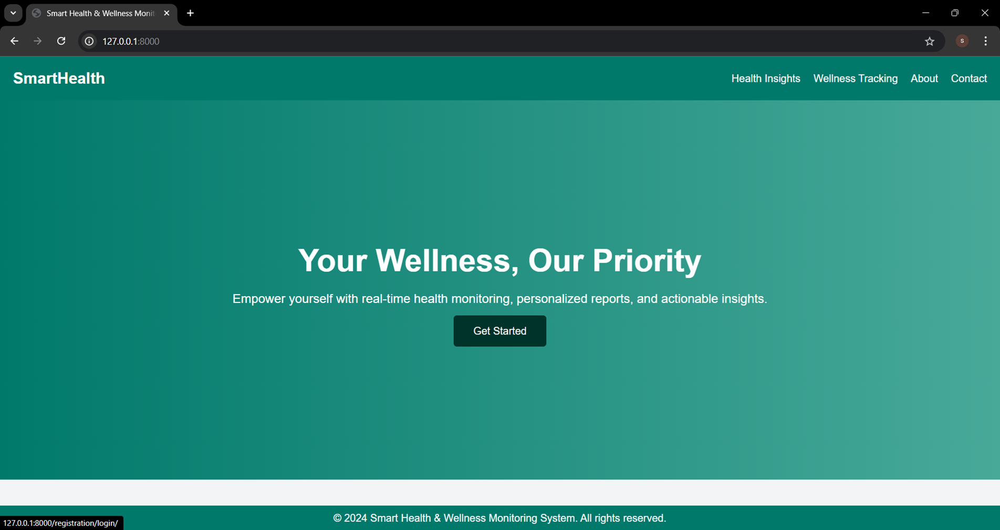 Smart Health & Wellness Monit
127.0.0.1:8000
S
SmartHealth
Health Insights
Wellness Tracking
About
Contact
Your Wellness, Our Priority
Empower yourself with real-time health monitoring, personalized reports, and actionable insights.
Get Started
© 2024 Smart Health & Wellness Monitoring System. All rights reserved.
127.0.0.1:8000/registration/login/